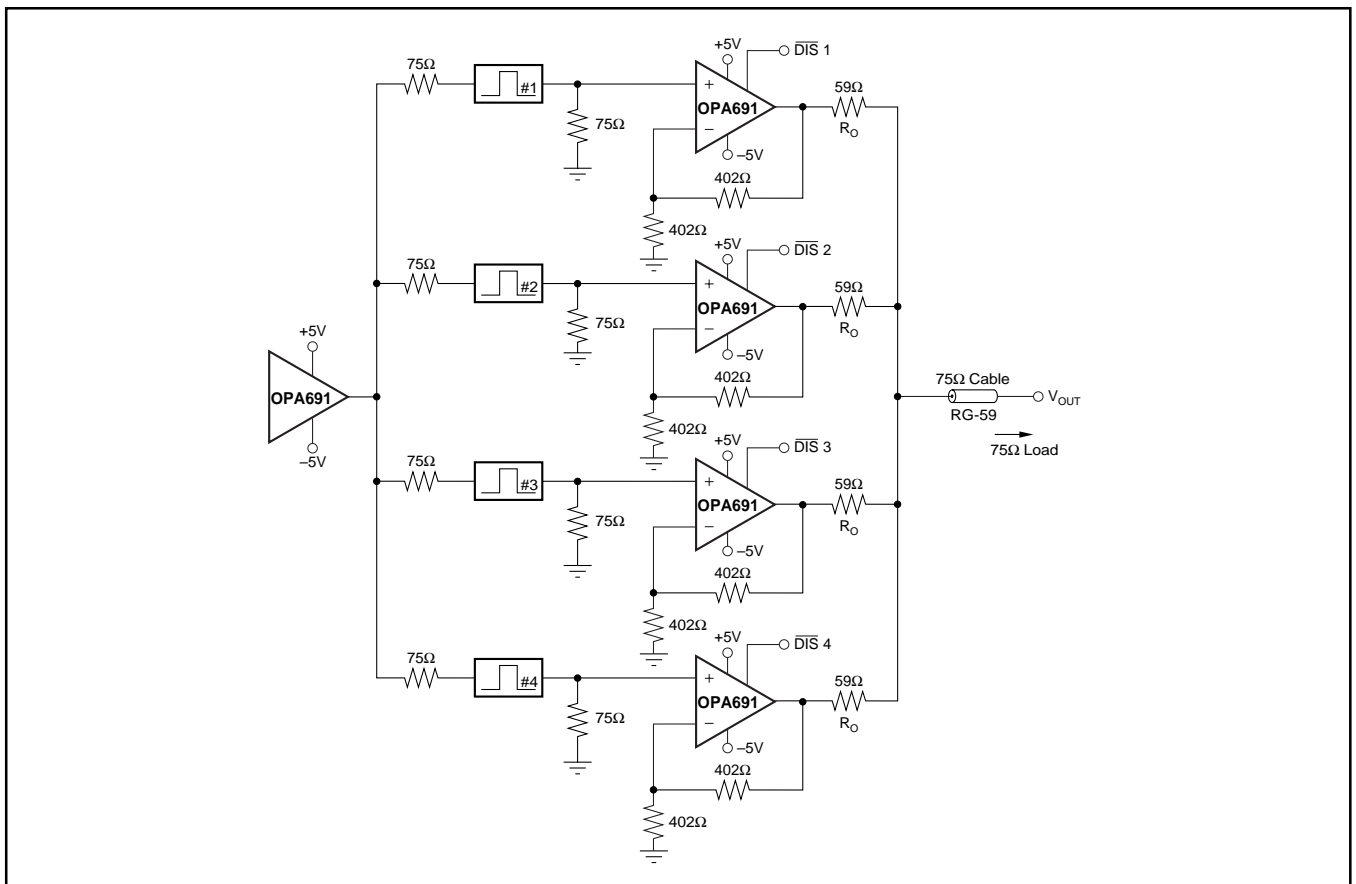 +5V
DIS 1
75Ω
#1
+
OPA691
−
59Ω
R_O
75Ω
–5V
402Ω
402Ω
+5V
DIS 2
75Ω
#2
+
OPA691
−
59Ω
R_O
75Ω
–5V
402Ω
402Ω
+5V
OPA691
–5V
75Ω Cable
RG-59
V_OUT
75Ω Load
+5V
DIS 3
75Ω
#3
+
OPA691
−
59Ω
R_O
75Ω
–5V
402Ω
402Ω
+5V
DIS 4
75Ω
#4
+
OPA691
−
59Ω
R_O
75Ω
–5V
402Ω
402Ω